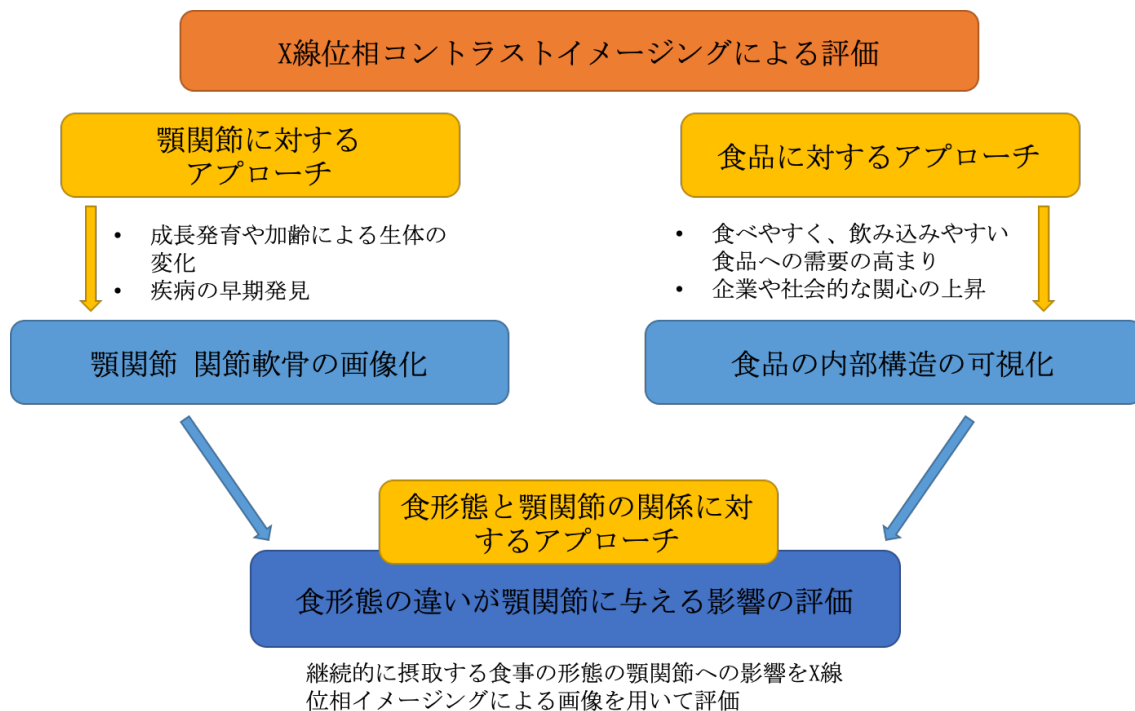 X線位相コントラストイメージングによる評価
顎関節に対する
アプローチ
• 成長発育や加齢による生体の
変化
• 疾病の早期発見
顎関節 関節軟骨の画像化
食品に対するアプローチ
• 食べやすく、飲み込みやすい
食品への需要の高まり
• 企業や社会的な関心の上昇
食品の内部構造の可視化
食形態と顎関節の関係に対
するアプローチ
食形態の違いが顎関節に与える影響の評価
継続的に摂取する食事の形態の顎関節への影響をX線
位相イメージングによる画像を用いて評価